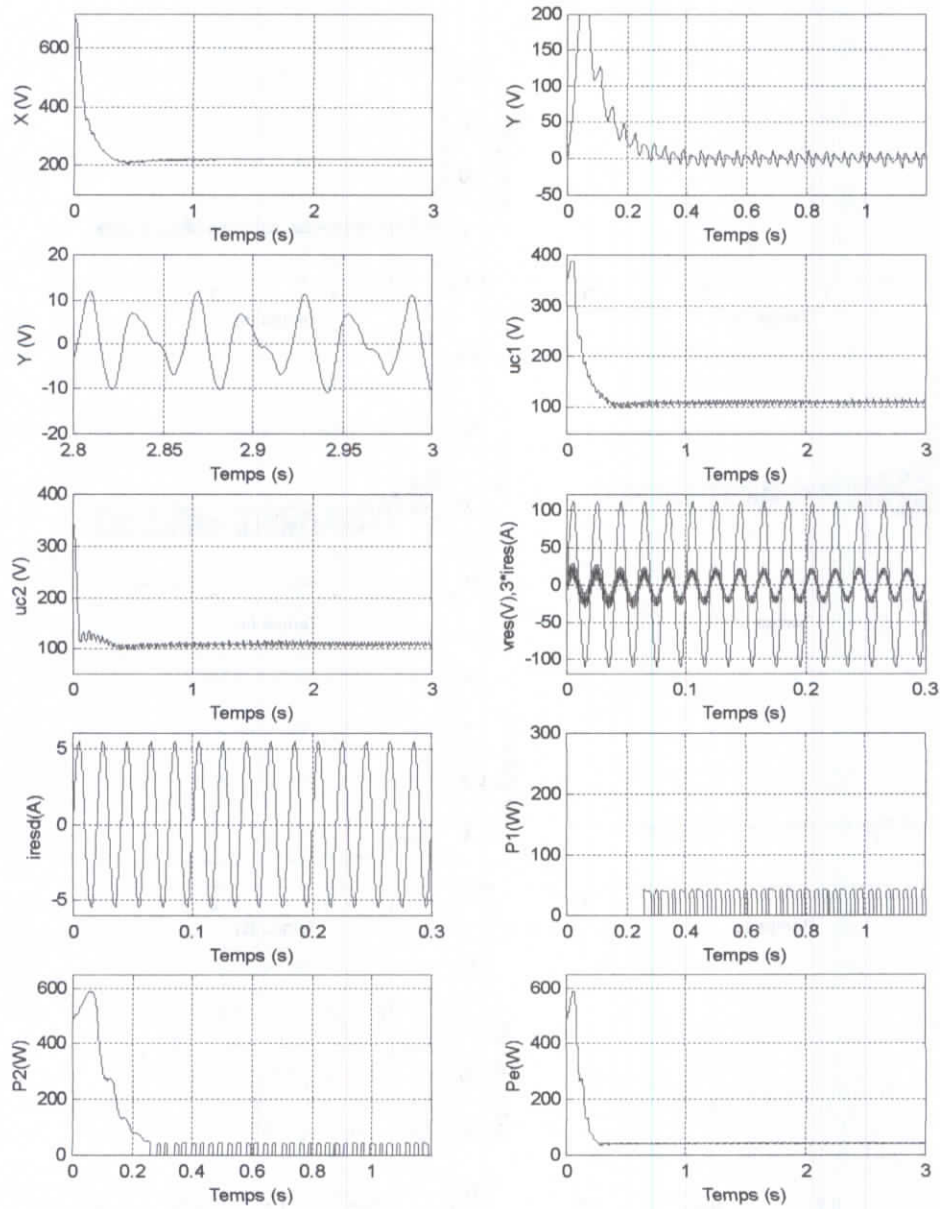 600
400
200
X (V)
0 1 2 3
Temps (s)
200
150
100
50
0
-50
Y (V)
0 0.2 0.4 0.6 0.8 1
Temps (s)
20
10
0
-10
-20
Y (V)
2.8 2.85 2.9 2.95 3
Temps (s)
400
300
200
100
uc1 (V)
0 1 2 3
Temps (s)
400
300
200
100
uc2 (V)
0 1 2 3
Temps (s)
100
50
0
-50
-100
vres(V),3*ires(A)
0 0.1 0.2 0.3
Temps (s)
5
0
-5
iresd(A)
0 0.1 0.2 0.3
Temps (s)
300
200
100
0
P1(W)
0 0.2 0.4 0.6 0.8 1
Temps (s)
600
400
200
0
P2(W)
0 0.2 0.4 0.6 0.8 1
Temps (s)
600
400
200
0
Pe(W)
0 1 2 3
Temps (s)